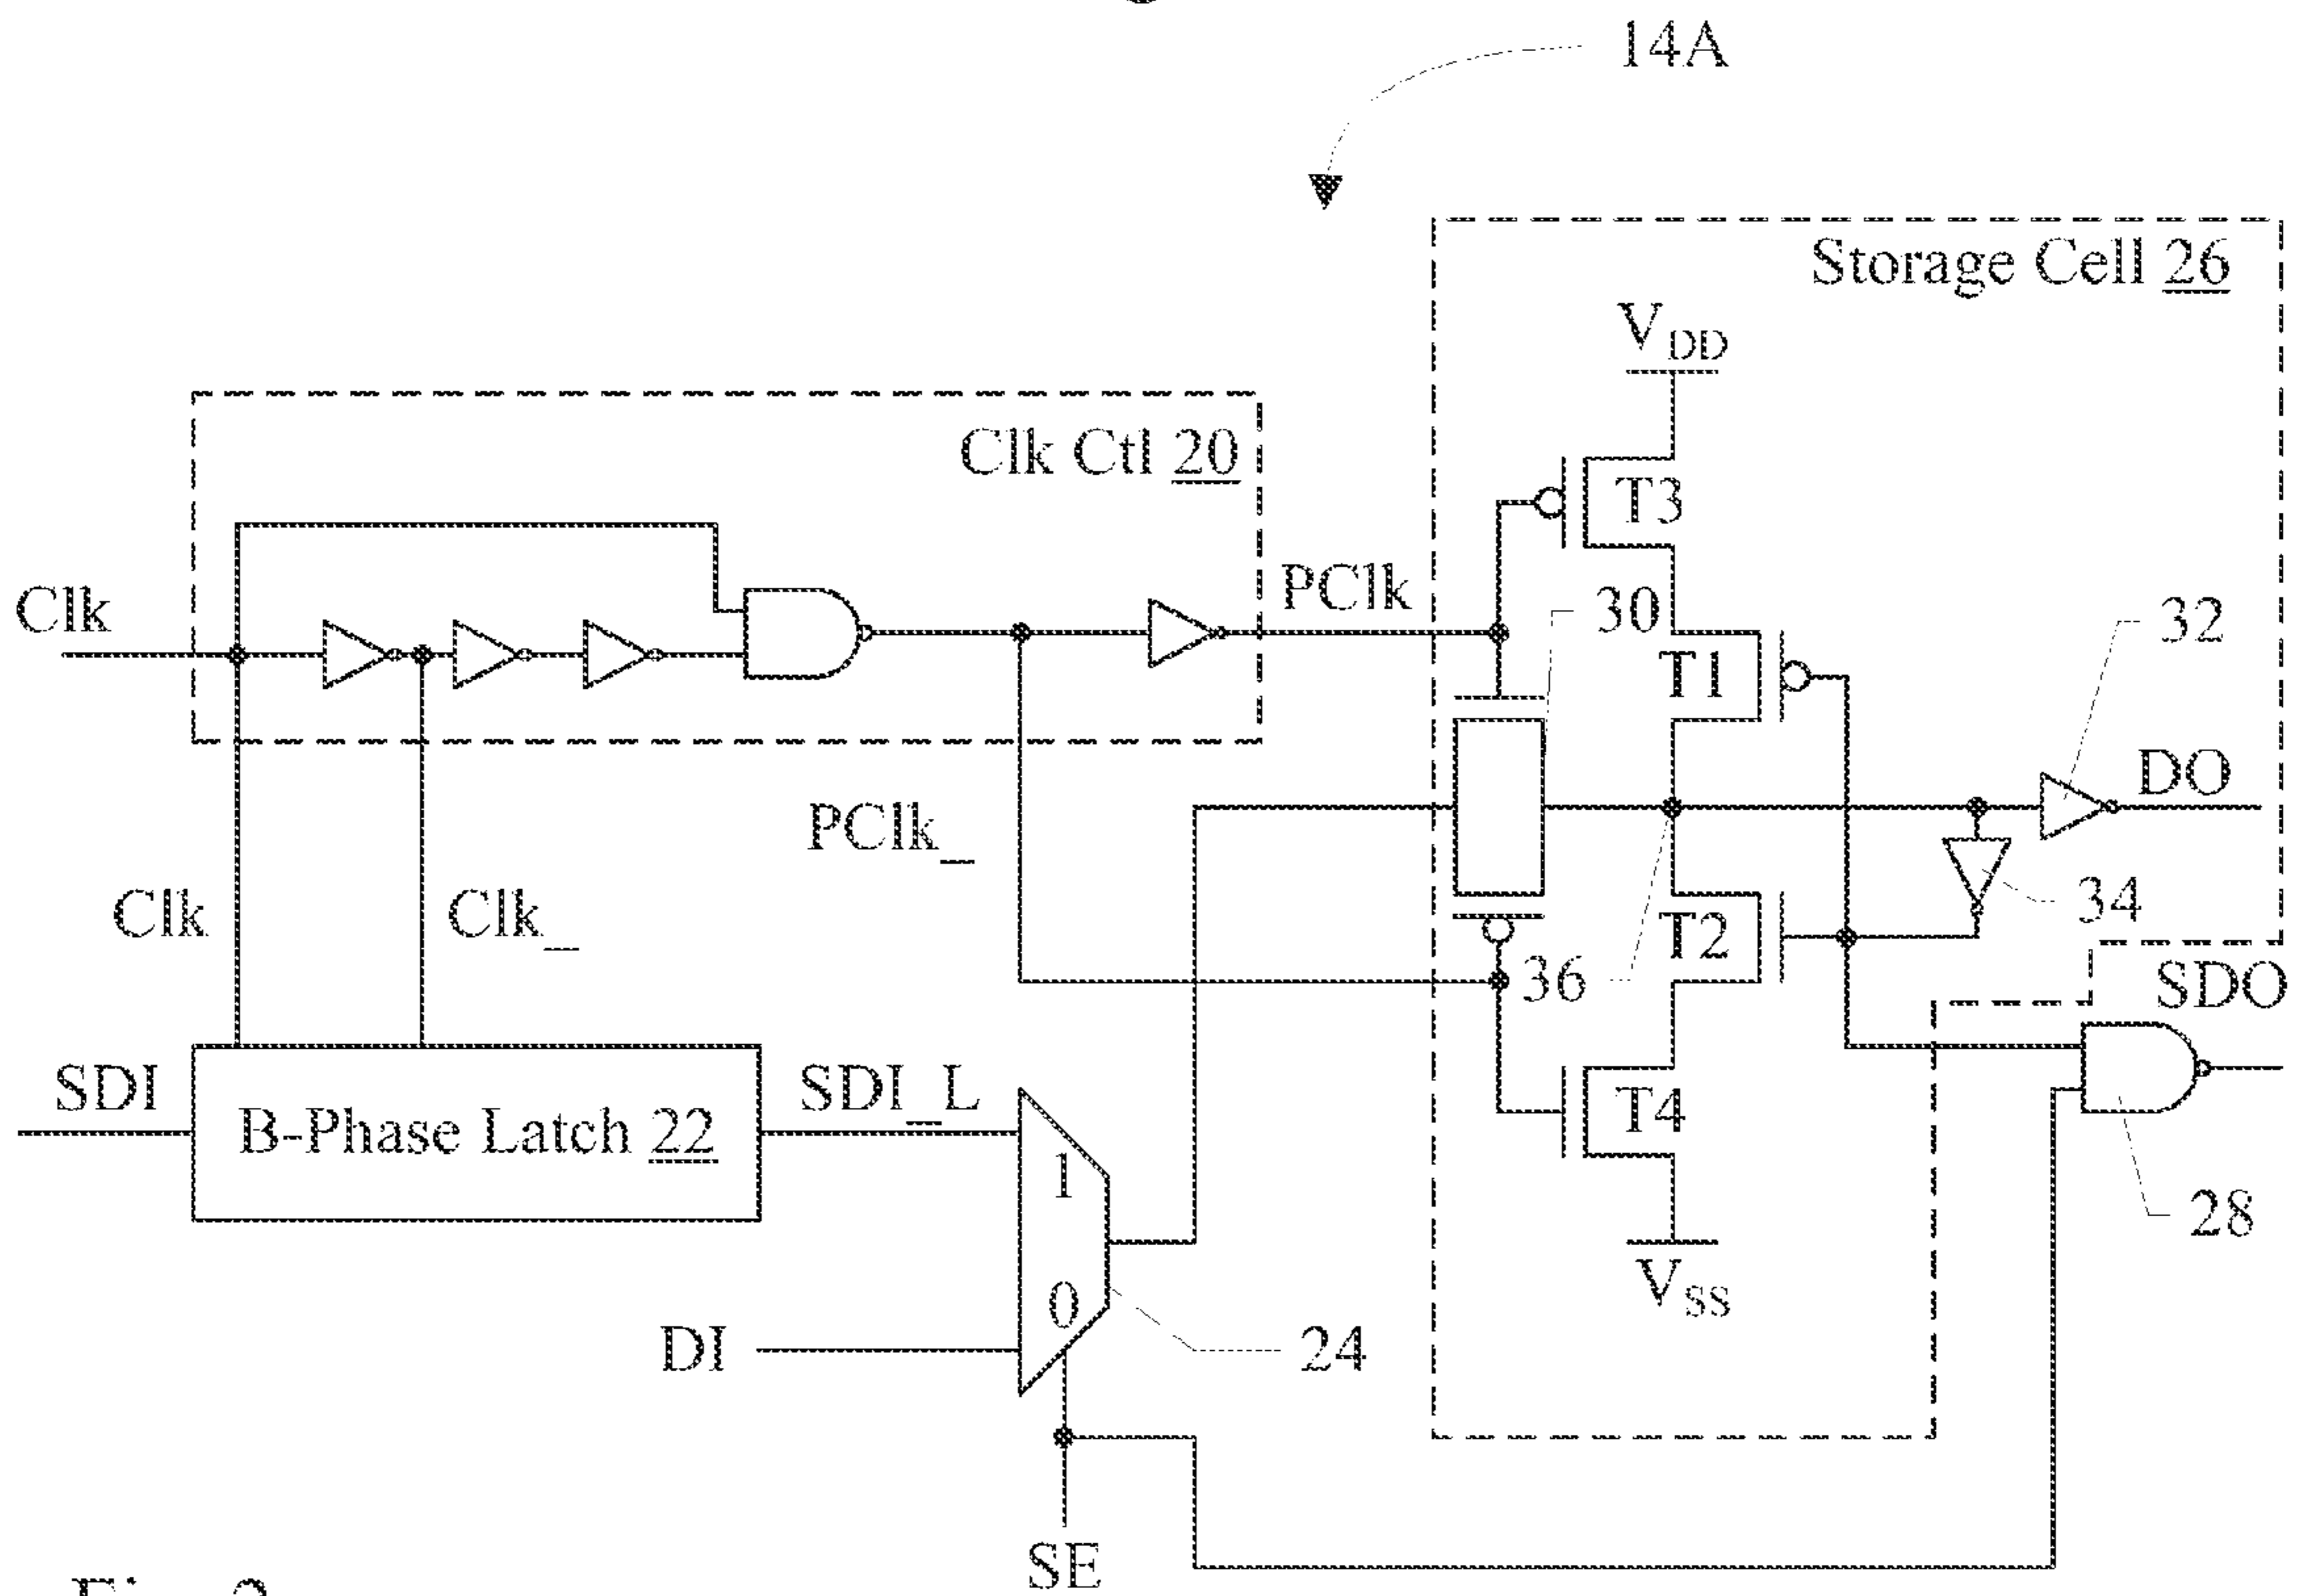 14A
Storage Cell 26
VDD
Clk Ctl 20
T3
Clk
PClk
30
32
T1
DO
PClk_
34
Clk
Clk_
T2
36
SDO
SDI
SDI_L
B-Phase Latch 22
T4
1
28
VSS
0
DI
24
SE